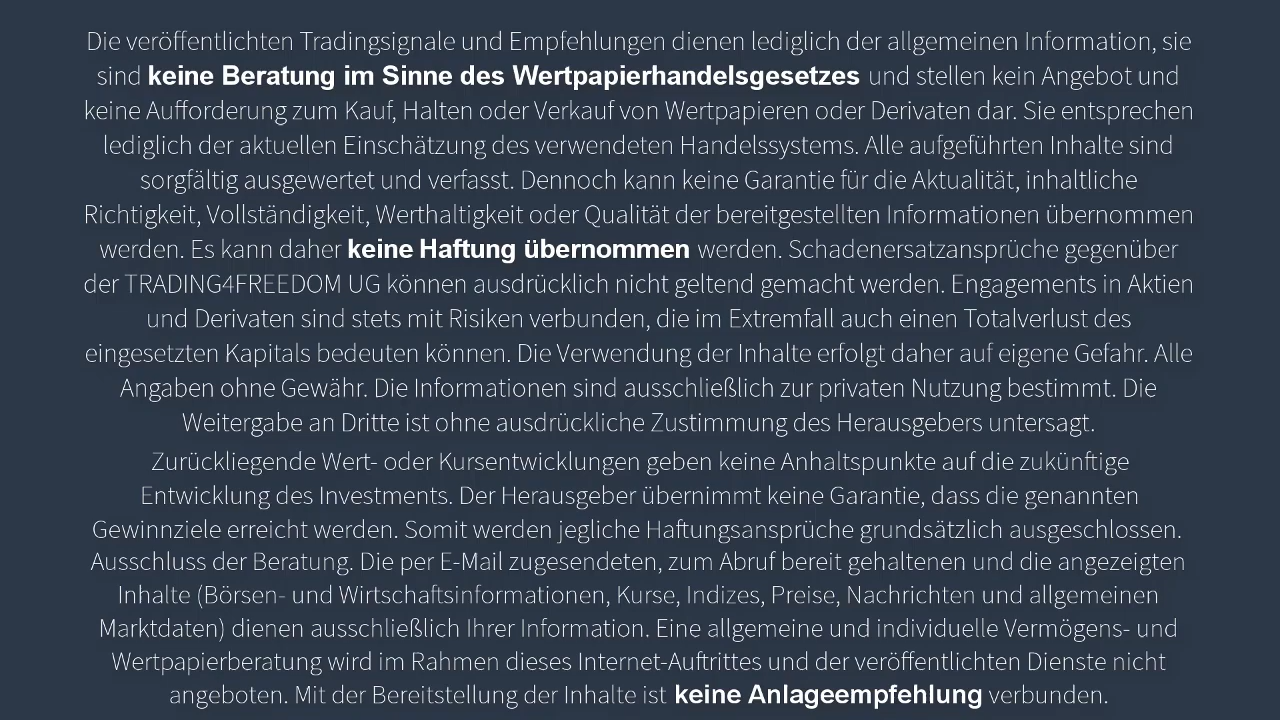 Die veröffentlichten Tradingsignale und Empfehlungen dienen lediglich der allgemeinen Information, sie
sind keine Beratung im Sinne des Wertpapierhandelsgesetzes und stellen kein Angebot und
keine Aufforderung zum Kauf, Halten oder Verkauf von Wertpapieren oder Derivaten dar. Sie entsprechen
lediglich der aktuellen Einschätzung des verwendeten Handelssystems. Alle aufgeführten Inhalte sind
sorgfältig ausgewertet und verfasst. Dennoch kann keine Garantie für die Aktualität, inhaltliche
Richtigkeit, Vollständigkeit, Werthaltigkeit oder Qualität der bereitgestellten Informationen übernommen
werden. Es kann daher keine Haftung übernommen werden. Schadenersatzansprüche gegenüber
der TRADING4FREEDOM UG können ausdrücklich nicht geltend gemacht werden. Engagements in Aktien
und Derivaten sind stets mit Risiken verbunden, die im Extremfall auch einen Totalverlust des
eingesetzten Kapitals bedeuten können. Die Verwendung der Inhalte erfolgt daher auf eigene Gefahr. Alle
Angaben ohne Gewähr. Die Informationen sind ausschließlich zur privaten Nutzung bestimmt. Die
Weitergabe an Dritte ist ohne ausdrückliche Zustimmung des Herausgebers untersagt.
Zurückliegende Wert- oder Kursentwicklungen geben keine Anhaltspunkte auf die zukünftige
Entwicklung des Investments. Der Herausgeber übernimmt keine Garantie, dass die genannten
Gewinnziele erreicht werden. Somit werden jegliche Haftungsansprüche grundsätzlich ausgeschlossen.
Ausschluss der Beratung. Die per E-Mail zugesendeten, zum Abruf bereit gehaltenen und die angezeigten
Inhalte (Börsen- und Wirtschaftsinformationen, Kurse, Indizes, Preise, Nachrichten und allgemeinen
Marktdaten) dienen ausschließlich Ihrer Information. Eine allgemeine und individuelle Vermögens- und
Wertpapierberatung wird im Rahmen dieses Internet-Auftrittes und der veröffentlichten Dienste nicht
angeboten. Mit der Bereitstellung der Inhalte ist keine Anlageempfehlung verbunden.